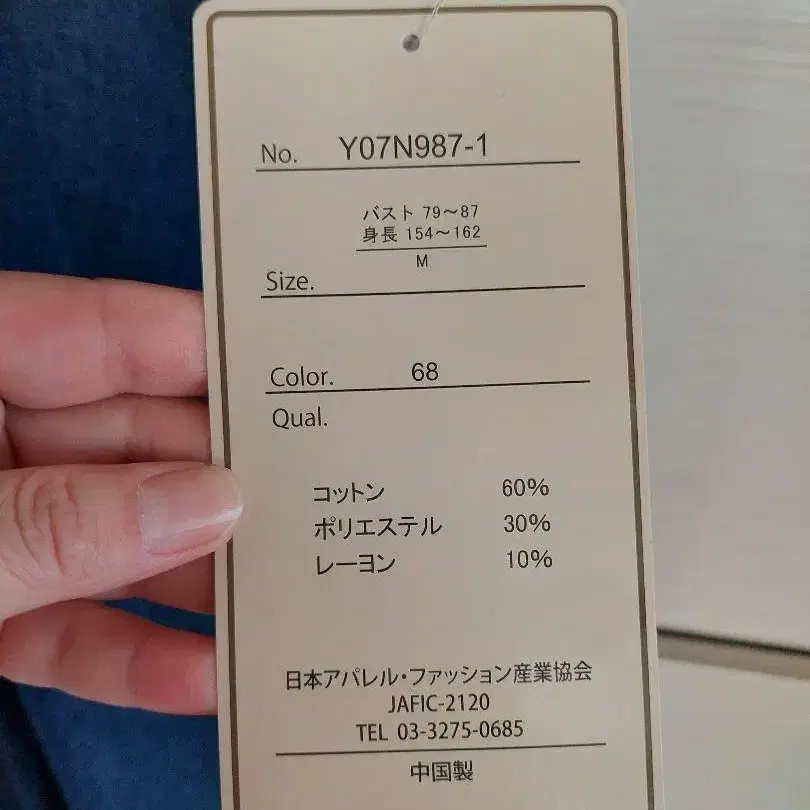 No. Y07N987-1
バスト 79～87
身長 154～162
M
Size.
Color. 68
Qual.
コットン 60%
ポリエステル 30%
レーヨン 10%
日本アパレル・ファッション産業協会
JAFIC-2120
TEL 03-3275-0685
中国製